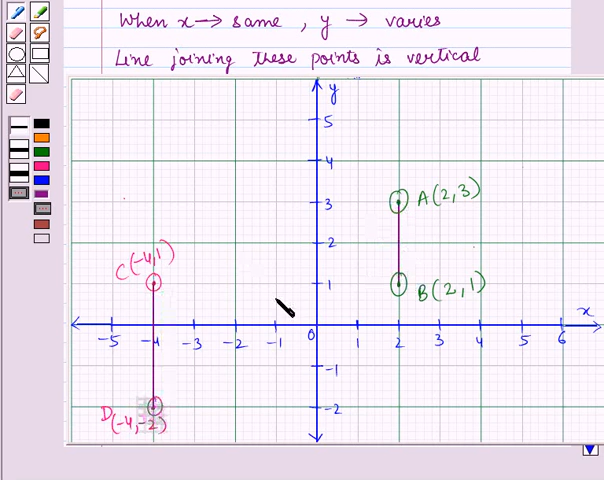 When x → same , y → varies
Line joining these points is vertical
y
5
4
3
A(2,3)
2
C(-4,1)
1
B(2,1)
x
-5 -4 -3 -2 -1 0 1 2 3 4 5 6
-1
-2
D(-4,-2)